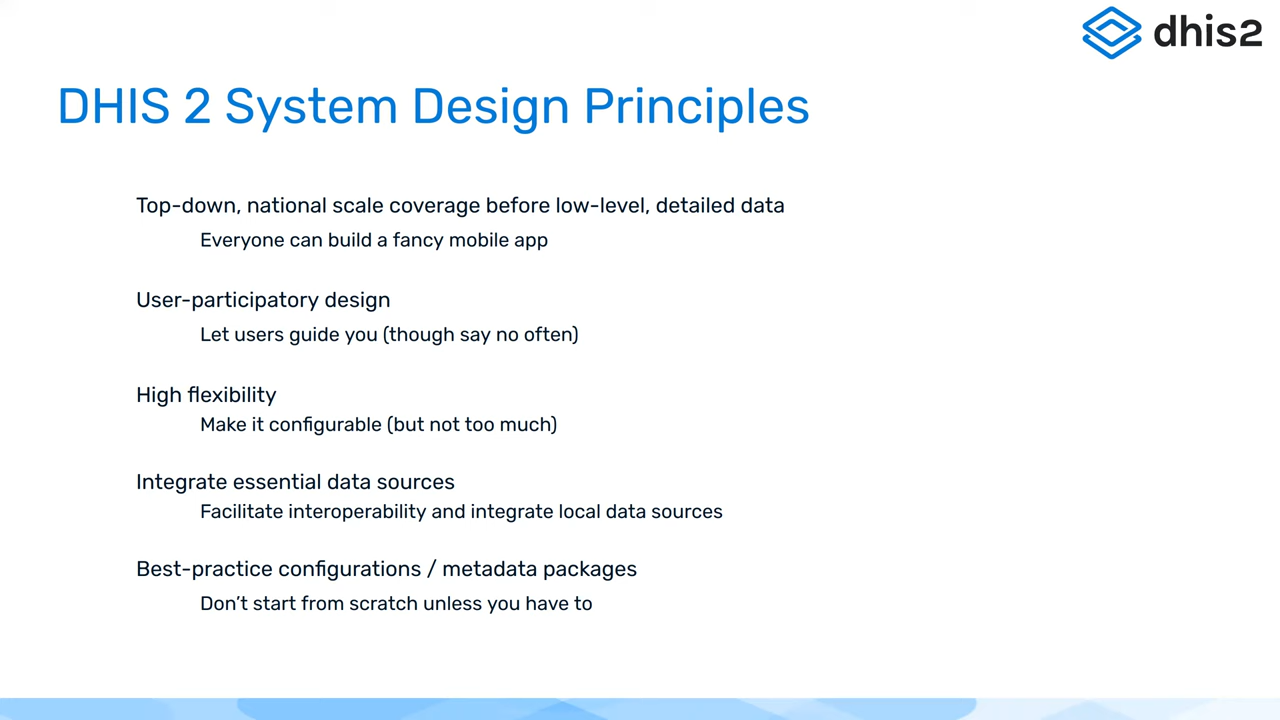 dhis2
DHIS 2 System Design Principles
Top-down, national scale coverage before low-level, detailed data
Everyone can build a fancy mobile app
User-participatory design
Let users guide you (though say no often)
High flexibility
Make it configurable (but not too much)
Integrate essential data sources
Facilitate interoperability and integrate local data sources
Best-practice configurations / metadata packages
Don’t start from scratch unless you have to